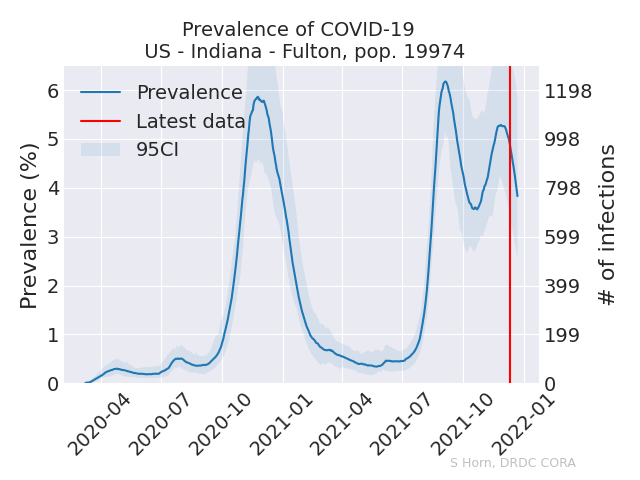 Prevalence of COVID-19
US - Indiana - Fulton, pop. 19974
Prevalence
Latest data
95CI
Prevalence (%)
6
5
4
3
2
1
0
1198
998
798
599
399
199
0
# of infections
2020-04
2020-07
2020-10
2021-01
2021-04
2021-07
2021-10
2022-01
S Horn, DRDC CORA